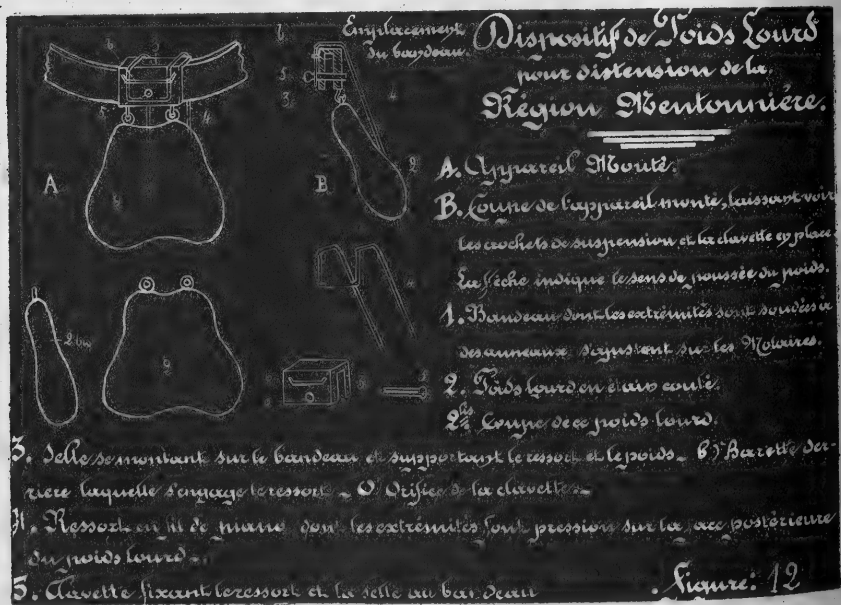 Emplacement
du bandeau.
Dispositif de Poids Lourd
pour distension de la
Région Mentonnière.
A. Appareil Monté.
B. Coupe de l'appareil monté, laissant voir
les crochets de suspension et la clavette en place
La flèche indique le sens de poussée du poids.
1. Bandeau dont les extrémités sont soudées à
des anneaux s'ajustent sur les Molaires.
2. Poids lourd en étain coulé.
2bis Coupe de ce poids lourd.
3. Selle se montant sur le bandeau et supportant le ressort et le poids _ b) Barette der-
rière laquelle s'engage le ressort _ O) Orifice de la clavette _
4. Ressort en fil de piano dont les extrémités font pression sur la face postérieure
du poids lourd _
5. Clavette fixant le ressort et la selle au bandeau
Figure: 12
A
B
2
2 bis
2